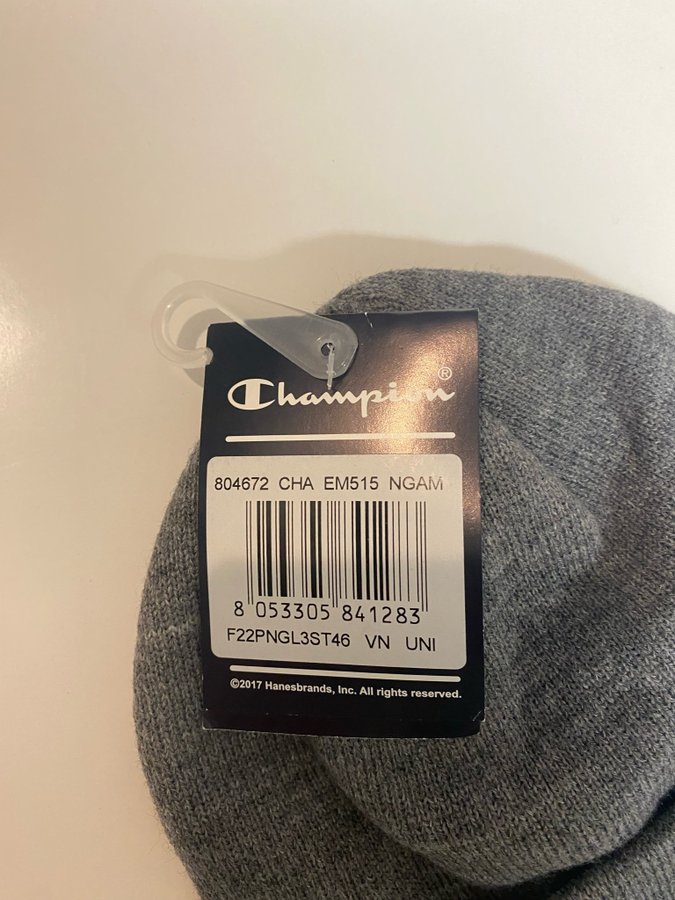 Champion®
804672 CHA EM515 NGAM
8 053305 841283
F22PNGL3ST46 VN UNI
©2017 Hanesbrands, Inc. All rights reserved.